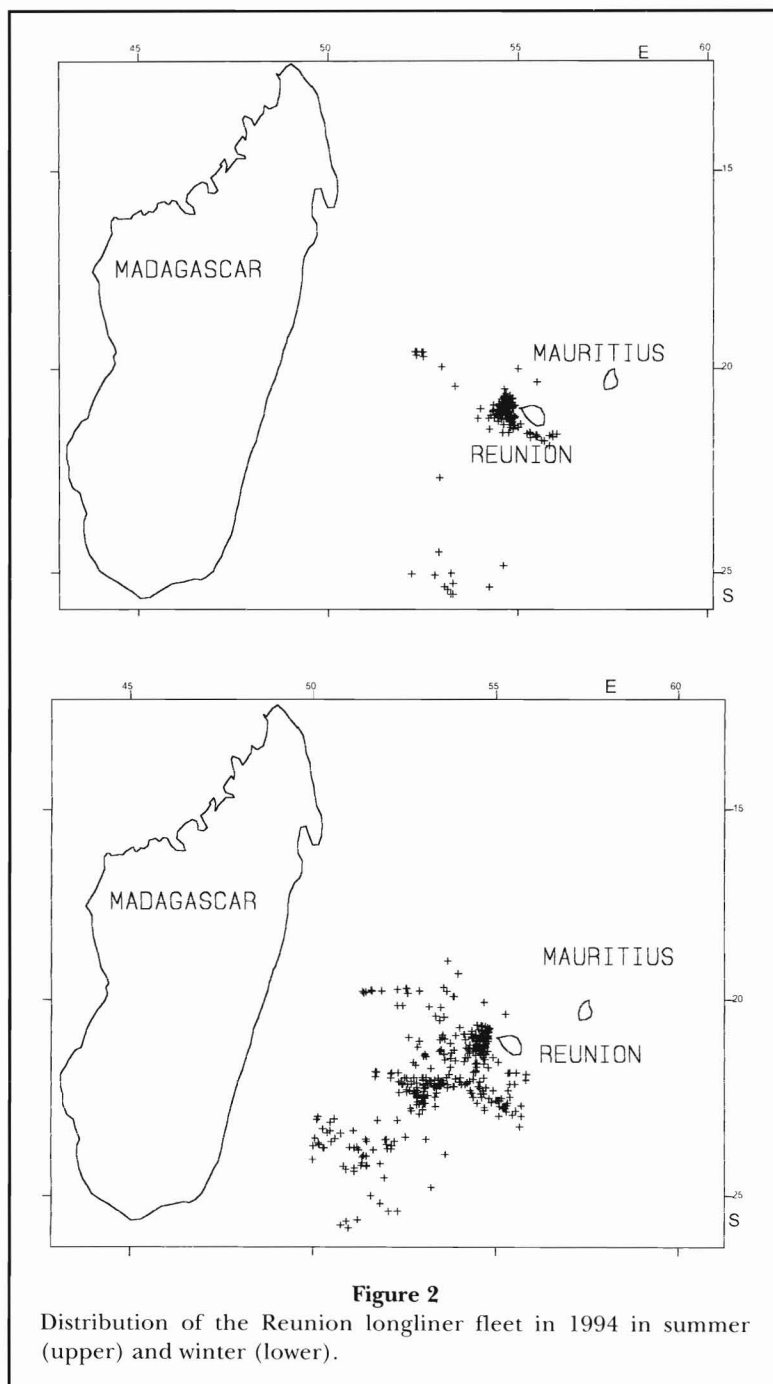 45 50 55 E 60
15
MADAGASCAR
MAURITIUS
20
REUNION
25
S
45 50 55 E 60
15
MADAGASCAR
MAURITIUS
20
REUNION
25
S
Figure 2
Distribution of the Reunion longliner fleet in 1994 in summer
(upper) and winter (lower).